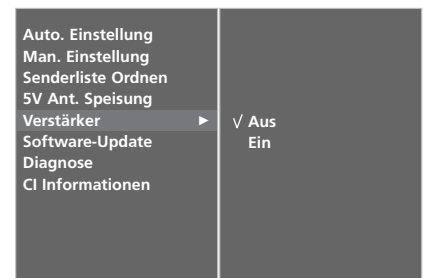 Auto. Einstellung
Man. Einstellung
Senderliste Ordnen
5V Ant. Speisung
Verstärker ►
Software-Update
Diagnose
CI Informationen
√ Aus
Ein